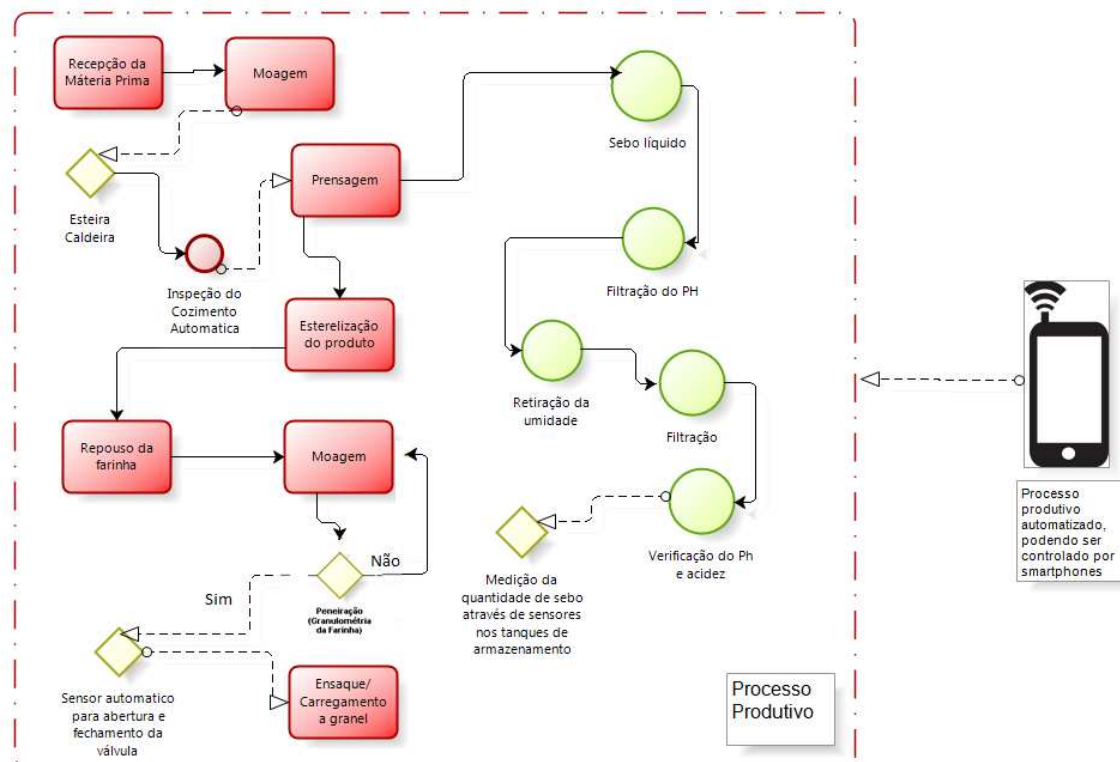 Recepção da
Máteria Prima
Moagem
Esteira
Caldeira
Inspeção do
Cozimento
Automatica
Prensagem
Esterelização
do produto
Repouso da
farinha
Moagem
Não
Sim
Peneiração
(Granulométria
da Farinha)
Sensor automatico
para abertura e
fechamento da
válvula
Ensaque/
Carregamento
a granel
Sebo líquido
Filtração do PH
Retiração da
umidade
Filtração
Verificação do Ph
e acidez
Medição da
quantidade de sebo
através de sensores
nos tanques de
armazenamento
Processo
Produtivo
Processo
produtivo
automatizado,
podendo ser
controlado por
smartphones